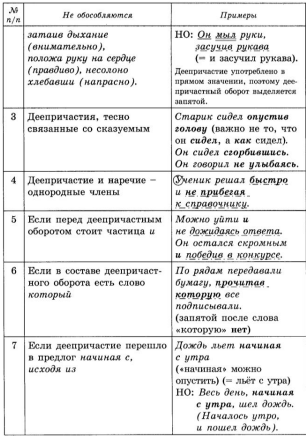 №
п/п
Не обособляются
Примеры
затаив дыхание
(внимательно),
положа руку на сердце
(правдиво), несолоно
хлебавши (напрасно).
НО: Он мыл руки,
засучив рукава
(= и засучил рукава).
Деепричастие употреблено в
прямом значении, поэтому дее-
причастный оборот выделяется
запятой.
3
Деепричастия, тесно
связанные со сказуемым
Старик сидел опустив
голову (важно не то, что
он сидел, а как сидел).
Он сидел сгорбившись.
Он говорил не улыбаясь.
4
Деепричастие и наречие –
однородные члены
Ученик решал быстро
и не прибегая
к справочнику.
5
Если перед деепричастным
оборотом стоит частица и
Можно уйти и
не дожидаясь ответа.
Он остался скромным
и победив в конкурсе.
6
Если в составе деепричаст-
ного оборота есть слово
который
По рядам передавали
бумагу, прочитав
которую все
подписывали.
(запятой после слова
«которую» нет)
7
Если деепричастие перешло
в предлог начиная с,
исходя из
Дождь льет начиная
с утра
(«начиная» можно
опустить) (= льёт с утра)
НО: Весь день, начиная
с утра, шел дождь.
(Началось утро,
и пошел дождь).